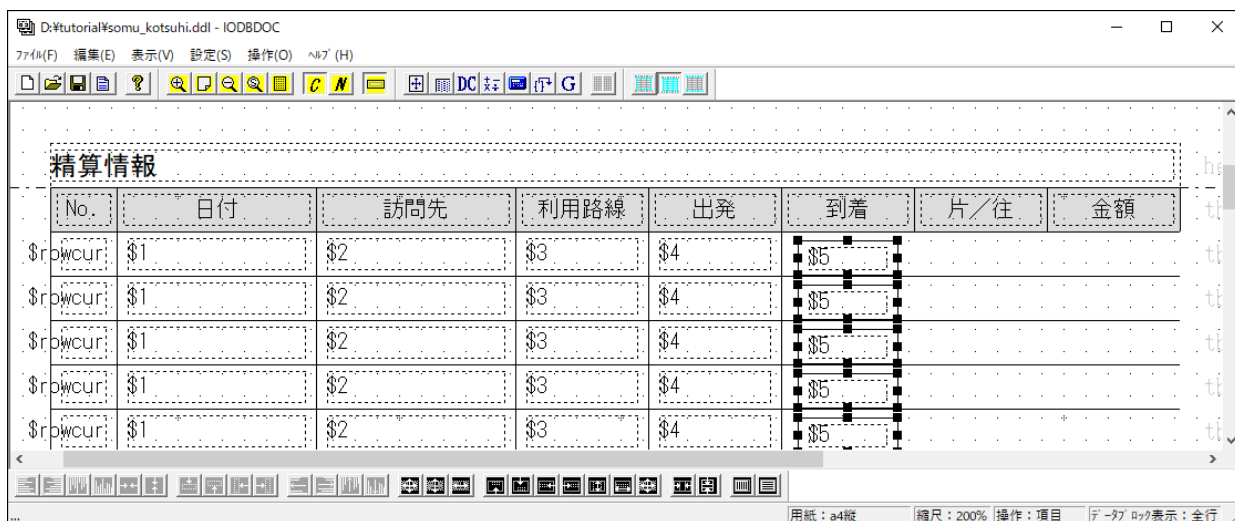 D:¥tutorial¥somu_kotsuhi.ddl - IODBDOC
ﾌｧｲﾙ(F) 編集(E) 表示(V) 設定(S) 操作(O) ﾍﾙﾌﾟ(H)
C N DC G
精算情報
No. 日付 訪問先 利用路線 出発 到着 片／往 金額
$rowcur $1 $2 $3 $4 $5
$rowcur $1 $2 $3 $4 $5
$rowcur $1 $2 $3 $4 $5
$rowcur $1 $2 $3 $4 $5
$rowcur $1 $2 $3 $4 $5
... 用紙：a4縦 縮尺：200% 操作：項目 ﾃﾞｰﾀﾌﾞﾛｯｸ表示：全行